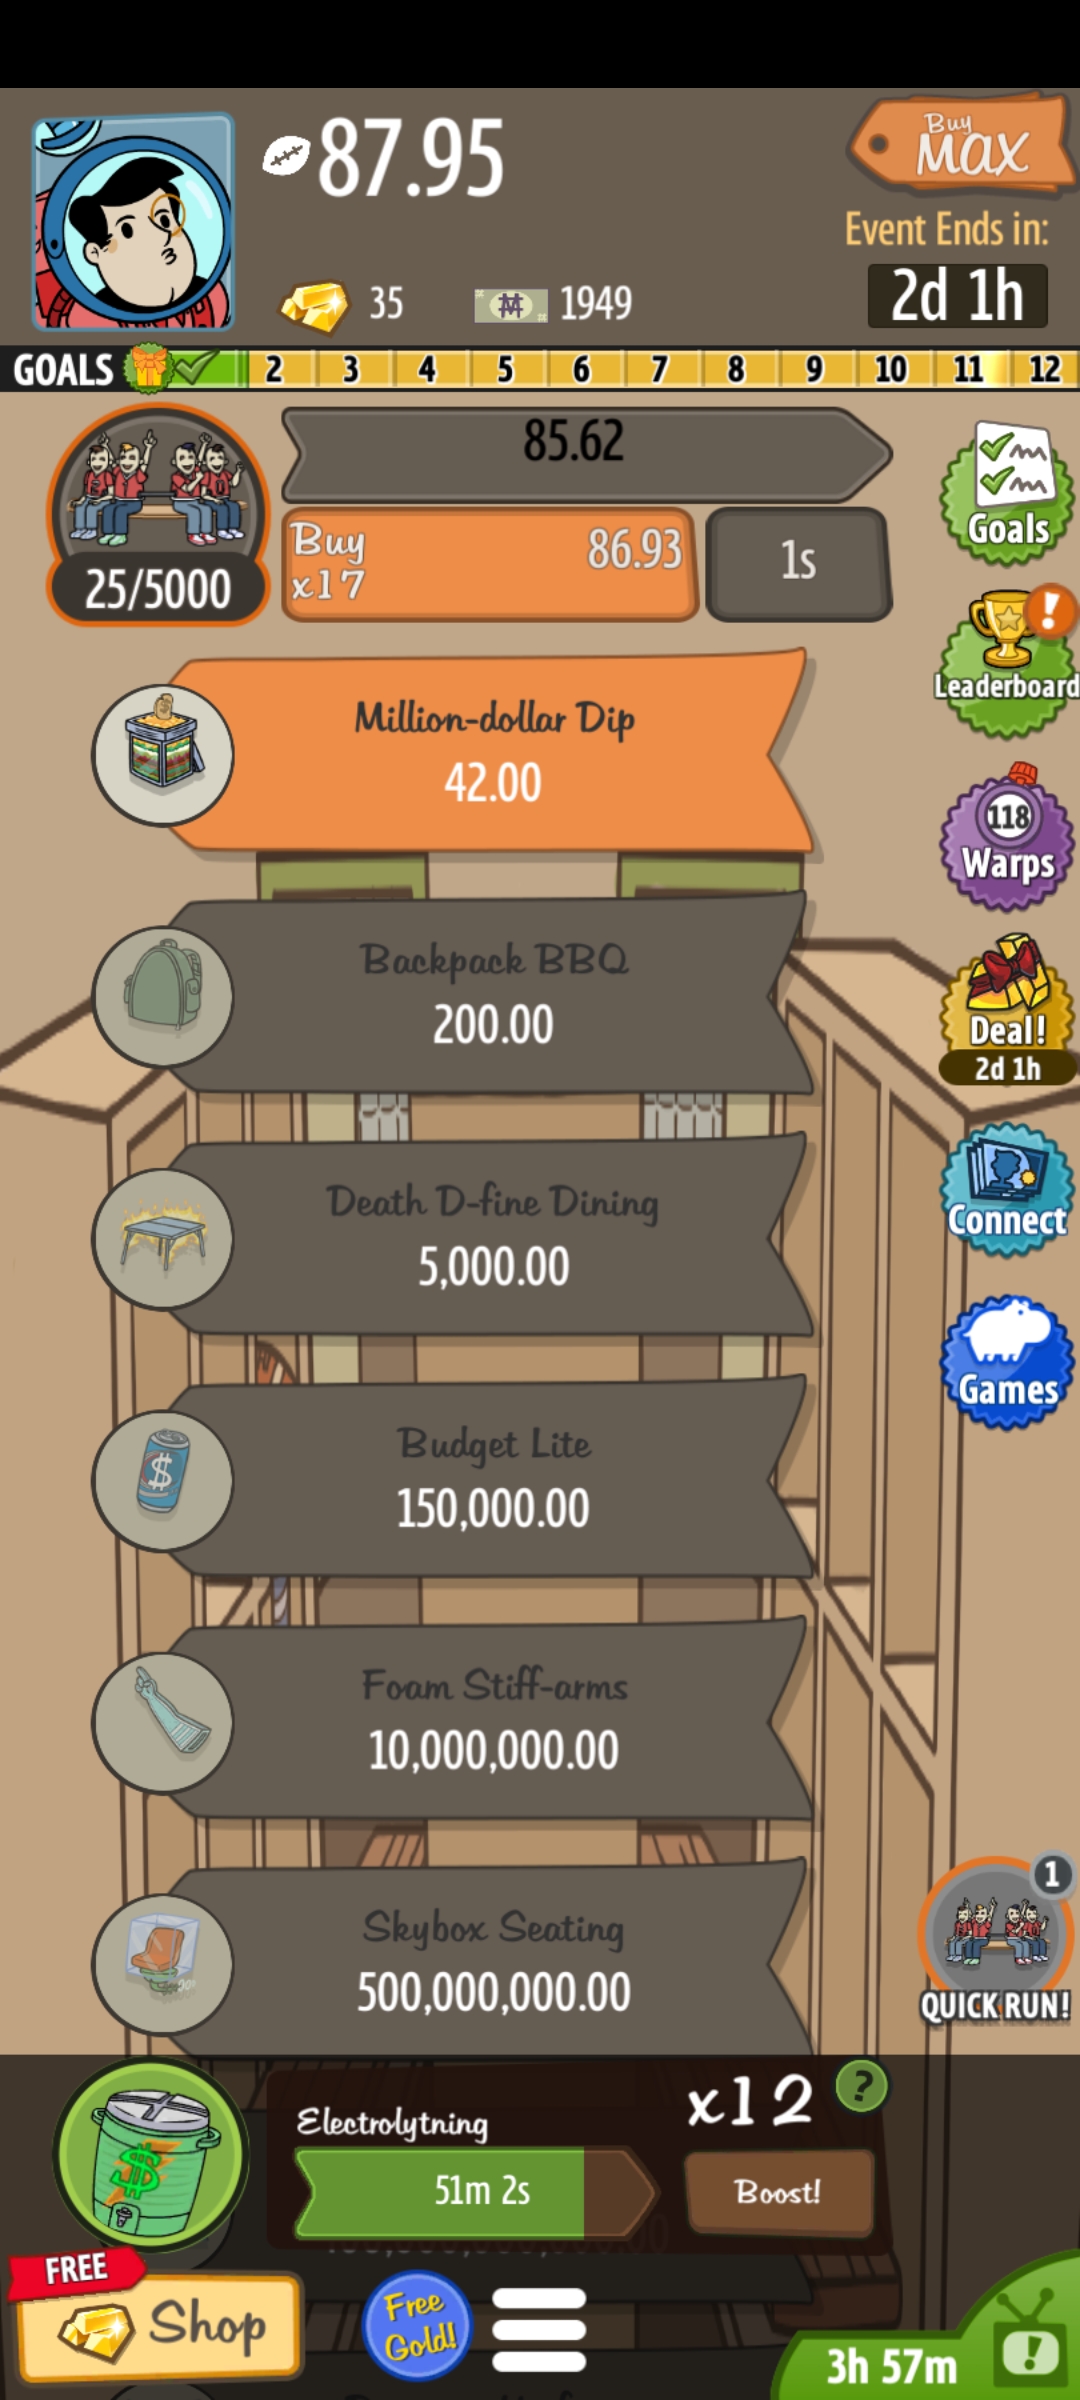 87.95
Buy
MAX
Event Ends in:
2d 1h
35
1949
GOALS 2 3 4 5 6 7 8 9 10 11 12
85.62
Buy
x17
86.93
1s
25/5000
Goals
Million-dollar Dip
42.00
Leaderboard
118
Warps
Backpack BBQ
200.00
Deal!
2d 1h
Death D-fine Dining
5,000.00
Connect
Games
Budget Lite
150,000.00
Foam Stiff-arms
10,000,000.00
Skybox Seating
500,000,000.00
1
QUICK RUN!
Electrolytning
x12
?
51m 2s
Boost!
FREE
Shop
Free
Gold!
3h 57m